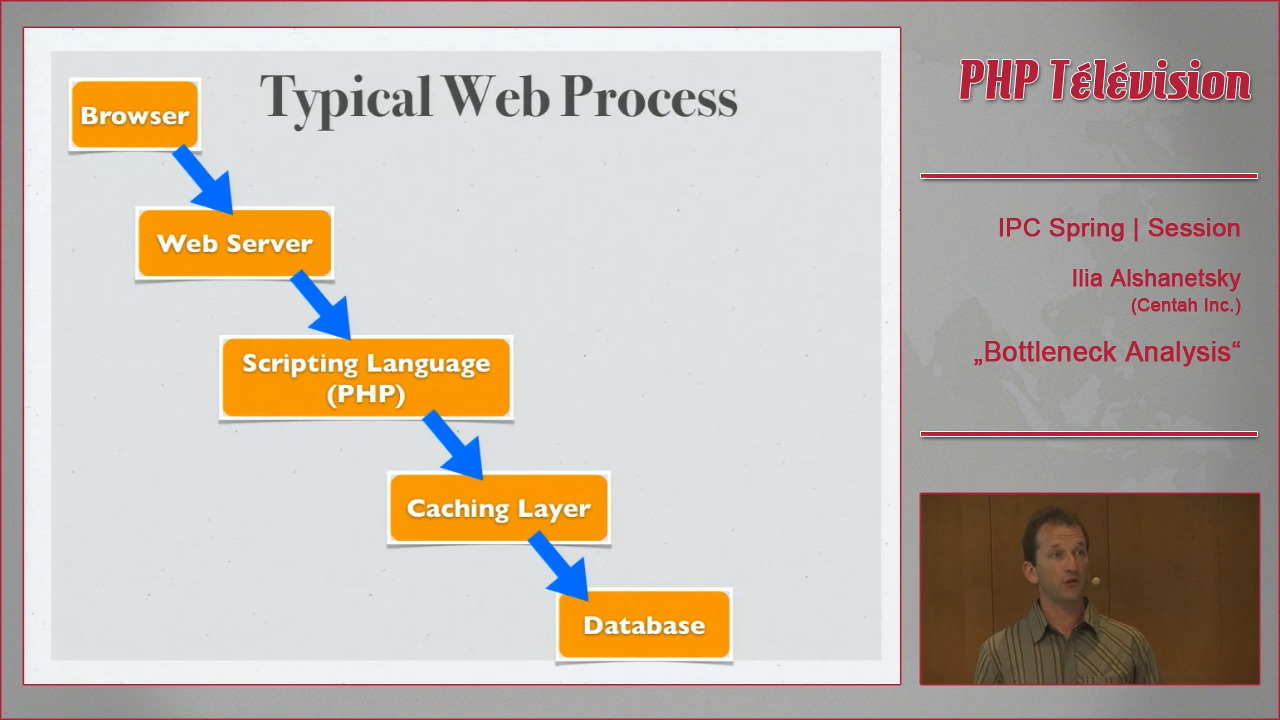 Typical Web Process
Browser
Web Server
Scripting Language
(PHP)
Caching Layer
Database
PHP Télévision
IPC Spring | Session
Ilia Alshanetsky
(Centah Inc.)
„Bottleneck Analysis“